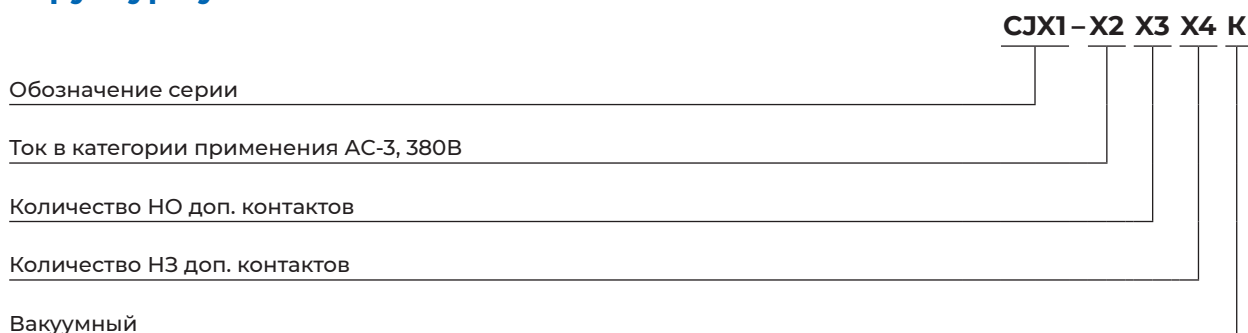 CJX1 – X2 X3 X4 К
Обозначение серии
Ток в категории применения АС-3, 380В
Количество НО доп. контактов
Количество НЗ доп. контактов
Вакуумный